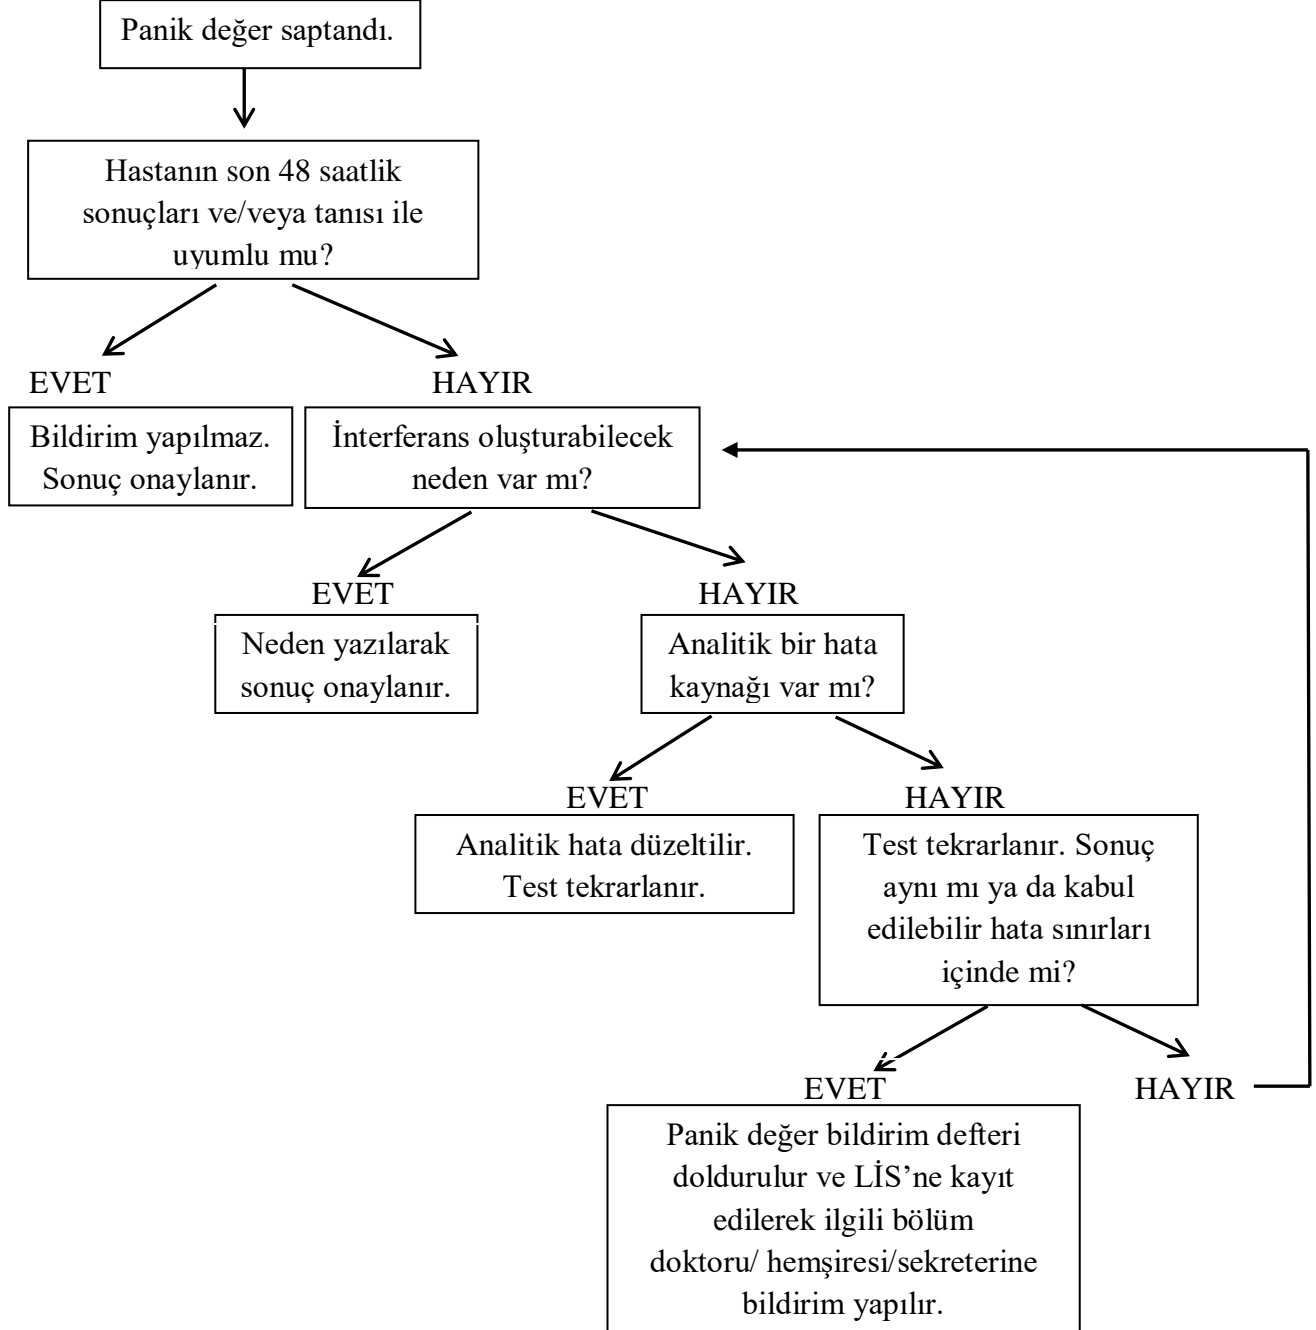 Panik değer saptandı.
Hastanın son 48 saatlik
sonuçları ve/veya tanısı ile
uyumlu mu?
EVET
HAYIR
Bildirim yapılmaz.
Sonuç onaylanır.
İnterferans oluşturabilecek
neden var mı?
EVET
HAYIR
Neden yazılarak
sonuç onaylanır.
Analitik bir hata
kaynağı var mı?
EVET
HAYIR
Analitik hata düzeltilir.
Test tekrarlanır.
Test tekrarlanır. Sonuç
aynı mı ya da kabul
edilebilir hata sınırları
içinde mi?
EVET
HAYIR
Panik değer bildirim defteri
doldurulur ve LİS’ne kayıt
edilerek ilgili bölüm
doktoru/ hemşiresi/sekreterine
bildirim yapılır.